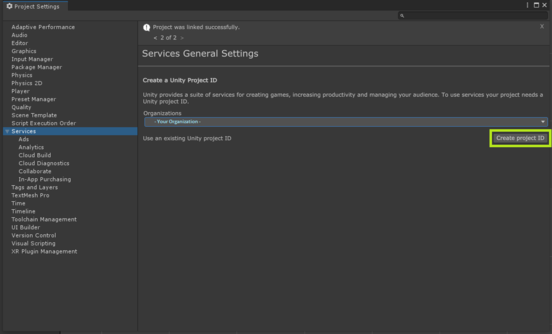 Project Settings
Adaptive Performance
Audio
Editor
Graphics
Input Manager
Package Manager
Physics
Physics 2D
Player
Preset Manager
Quality
Scene Template
Script Execution Order
Services
Ads
Analytics
Cloud Build
Cloud Diagnostics
Collaborate
In-App Purchasing
Tags and Layers
TextMesh Pro
Time
Timeline
Toolchain Management
UI Builder
Version Control
Visual Scripting
XR Plugin Management
Project was linked successfully.
X
< 2 of 2 >
Services General Settings
Create a Unity Project ID
Unity provides a suite of services for creating games, increasing productivity and managing your audience. To use services your project needs a
Unity project ID.
Organizations
-Your Organisation-
Use an existing Unity project ID
Create project ID